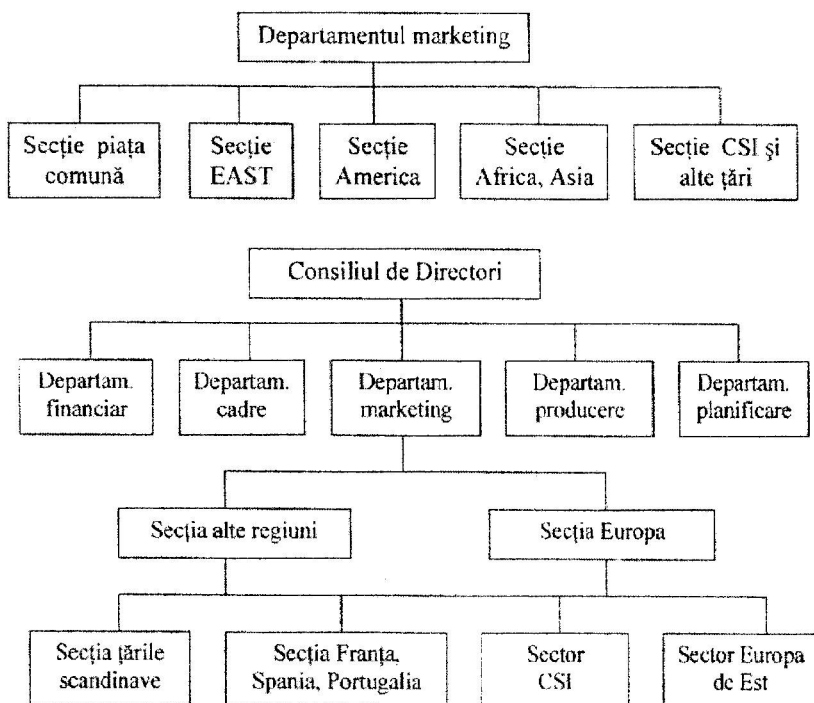 Departamentul marketing
Secție piața
comună
Secție
EAST
Secție
America
Secție
Africa, Asia
Secție CSI şi
alte țări
Consiliul de Directori
Departam.
financiar
Departam.
cadre
Departam.
marketing
Departam.
producere
Departam.
planificare
Secția alte regiuni
Secția Europa
Secția țările
scandinave
Secția Franța,
Spania, Portugalia
Sector
CSI
Sector Europa
de Est